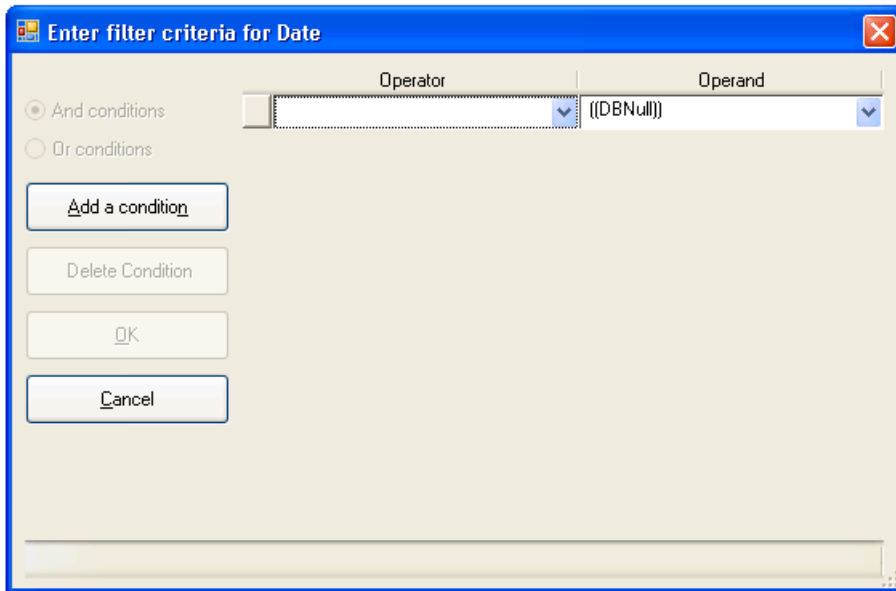 Enter filter criteria for Date
Operator Operand
And conditions
((DBNull))
Or conditions
Add a condition
Delete Condition
OK
Cancel